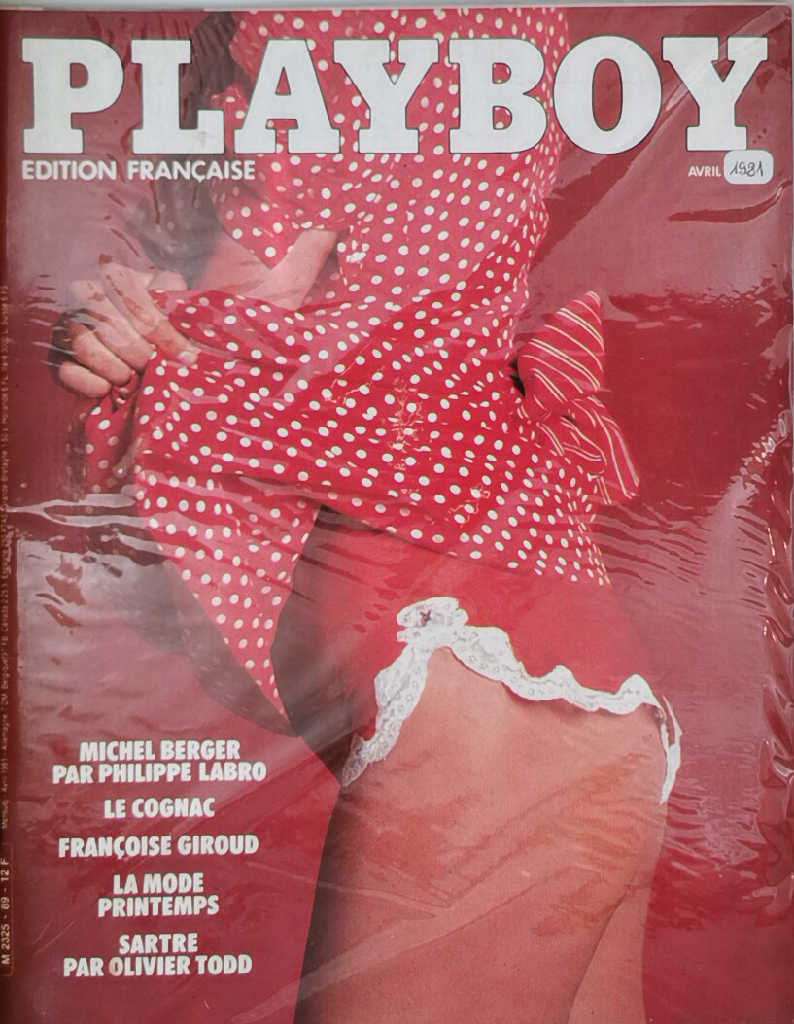 PLAYBOY
EDITION FRANÇAISE
AVRIL 1981
MICHEL BERGER
PAR PHILIPPE LABRO
LE COGNAC
FRANÇOISE GIROUD
LA MODE
PRINTEMPS
SARTRE
PAR OLIVIER TODD
M 2325 - 89 - 12 F